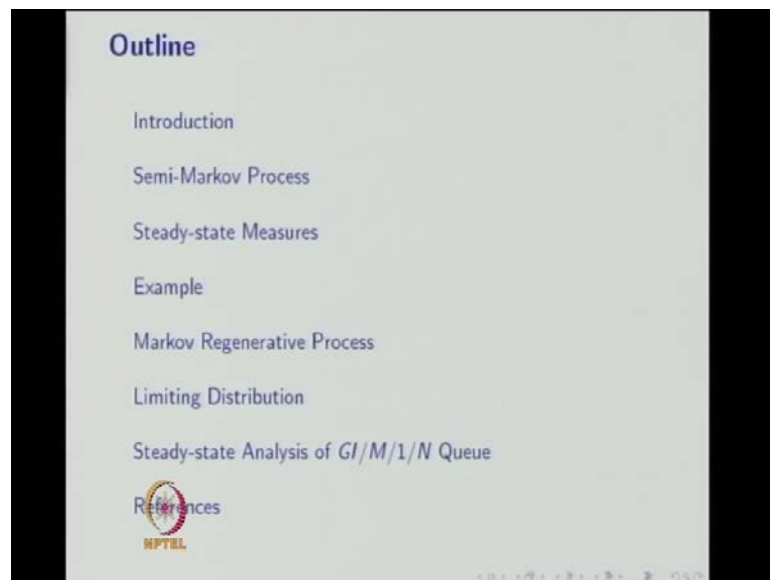 Outline
Introduction
Semi-Markov Process
Steady-state Measures
Example
Markov Regenerative Process
Limiting Distribution
Steady-state Analysis of GI/M/1/N Queue
References
NPTEL